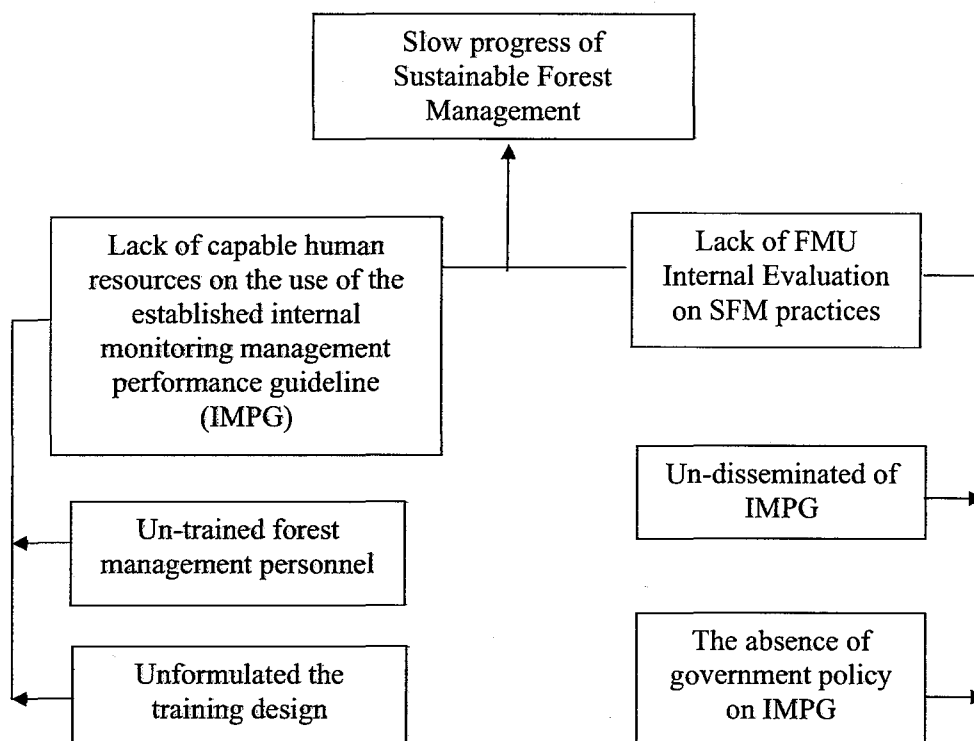 Slow progress of
Sustainable Forest
Management
Lack of capable human
resources on the use of the
established internal
monitoring management
performance guideline
(IMPG)
Lack of FMU
Internal Evaluation
on SFM practices
Un-trained forest
management personnel
Un-disseminated of
IMPG
Unformulated the
training design
The absence of
government policy
on IMPG